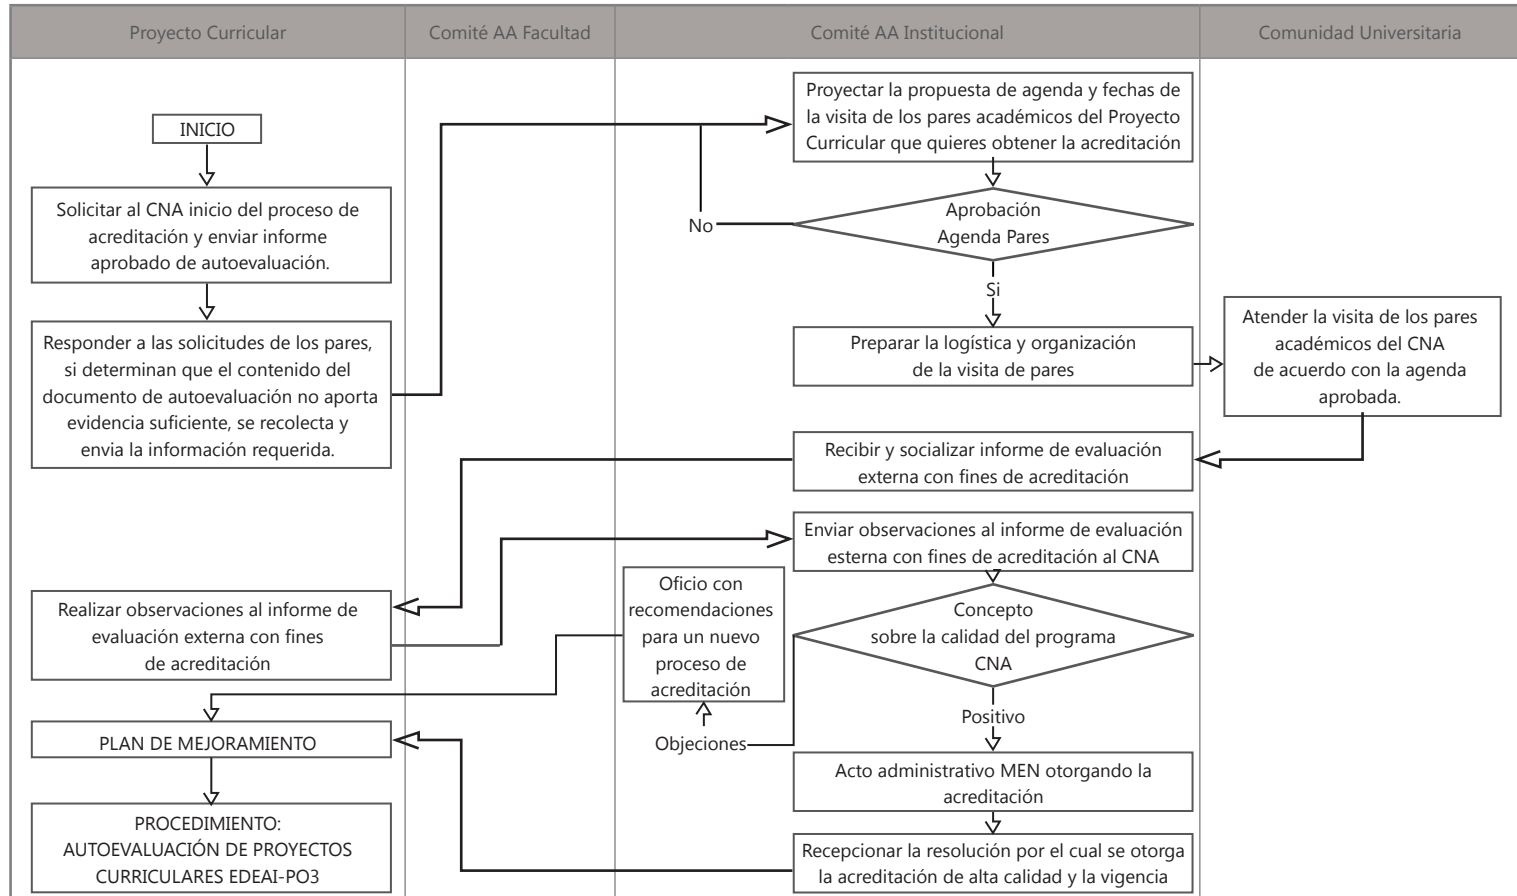 Proyecto Curricular
Comité AA Facultad
Comité AA Institucional
Comunidad Universitaria
INICIO
Solicitar al CNA inicio del proceso de
acreditación y enviar informe
aprobado de autoevaluación.
Responder a las solicitudes de los pares,
si determinan que el contenido del
documento de autoevaluación no aporta
evidencia suficiente, se recolecta y
envia la información requerida.
Proyectar la propuesta de agenda y fechas de
la visita de los pares académicos del Proyecto
Curricular que quieres obtener la acreditación
Aprobación
Agenda Pares
No
Si
Preparar la logística y organización
de la visita de pares
Atender la visita de los pares
académicos del CNA
de acuerdo con la agenda
aprobada.
Recibir y socializar informe de evaluación
externa con fines de acreditación
Realizar observaciones al informe de
evaluación externa con fines
de acreditación
Enviar observaciones al informe de evaluación
esterna con fines de acreditación al CNA
Concepto
sobre la calidad del programa
CNA
Objeciones
Oficio con
recomendaciones
para un nuevo
proceso de
acreditación
Positivo
Acto administrativo MEN otorgando la
acreditación
Recepcionar la resolución por el cual se otorga
la acreditación de alta calidad y la vigencia
PLAN DE MEJORAMIENTO
PROCEDIMIENTO:
AUTOEVALUACIÓN DE PROYECTOS
CURRICULARES EDEAI-PO3